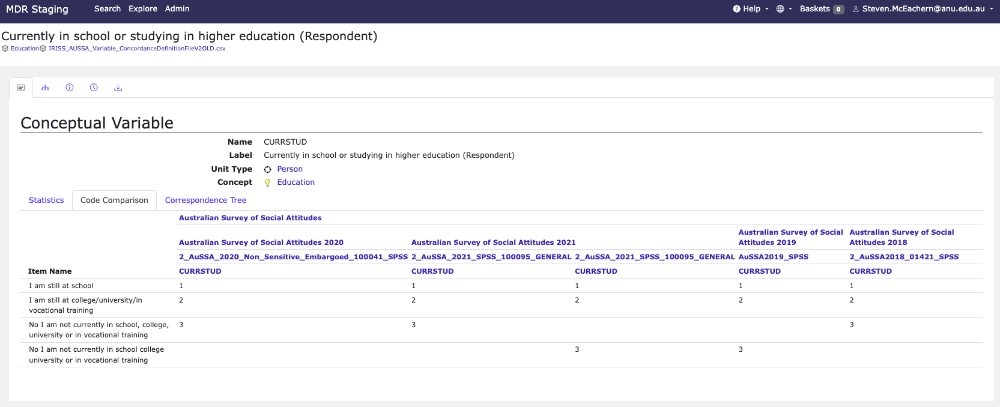 MDR Staging Search Explore Admin Help Baskets 0 Steven.McEachern@anu.edu.au
Currently in school or studying in higher education (Respondent)
Education IRISS_AUSSA_Variable_ConcordanceDefinitionFileV2OLD.csv
Conceptual Variable
Name CURRSTUD
Label Currently in school or studying in higher education (Respondent)
Unit Type Person
Concept Education
Statistics Code Comparison Correspondence Tree
Australian Survey of Social Attitudes
Australian Survey of Social Attitudes 2020 Australian Survey of Social Attitudes 2021 Australian Survey of Social Attitudes 2019 Australian Survey of Social Attitudes 2018
2_AuSSA_2020_Non_Sensitive_Embargoed_100041_SPSS 2_AuSSA_2021_SPSS_100095_GENERAL 2_AuSSA_2021_SPSS_100095_GENERAL AuSSA2019_SPSS 2_AuSSA2018_01421_SPSS
Item Name CURRSTUD CURRSTUD CURRSTUD CURRSTUD CURRSTUD
I am still at school 1 1 1 1 1
I am still at college/university/in 2 2 2 2 2
vocational training
No I am not currently in school, college, 3 3 3
university or in vocational training
No I am not currently in school college 3 3
university or in vocational training